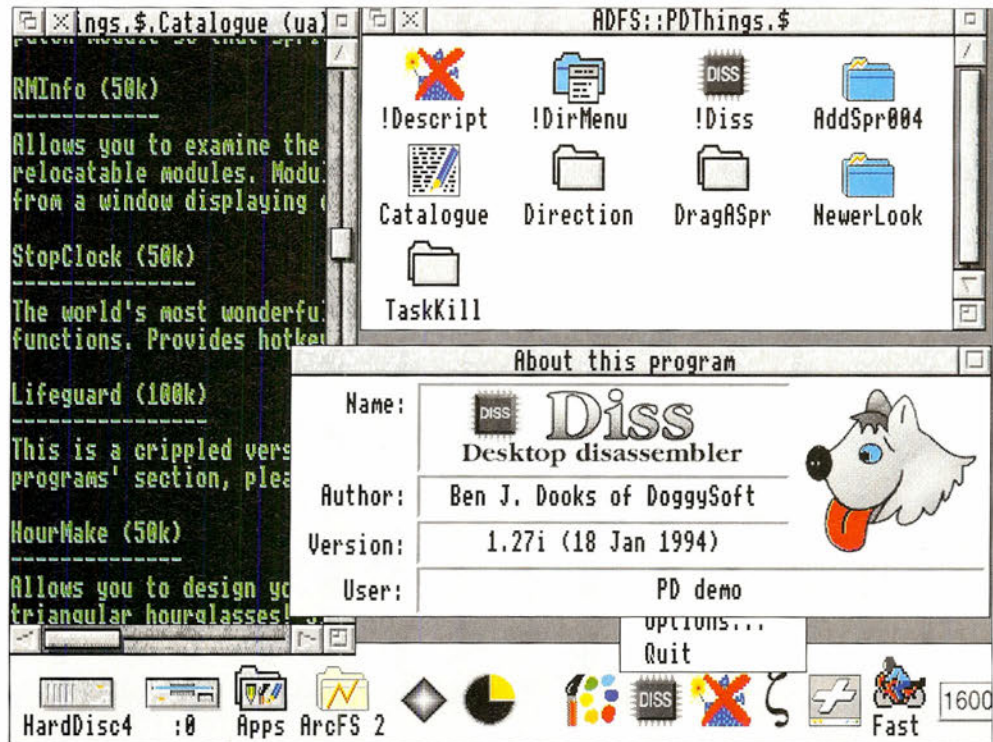 ings.$.Catalogue (ua)
RMInfo (50k)
------------
Allows you to examine the
relocatable modules. Modu
from a window displaying
StopClock (50k)
---------------
The world's most wonderfu
functions. Provides hotke
Lifeguard (100k)
----------------
This is a crippled vers
programs' section, plea
HourMake (50k)
--------------
Allows you to design yo
triangular hourglasses!
ADFS::PDThings.$
!Descript !DirMenu !Diss AddSpr004
DISS
Catalogue Direction DragASpr NewerLook
TaskKill
About this program
Name: DISS Diss
Desktop disassembler
Author: Ben J. Dooks of DoggySoft
Version: 1.27i (18 Jan 1994)
User: PD demo
Options...
Quit
HardDisc4 :0 Apps ArcFS 2 DISS Fast 1600